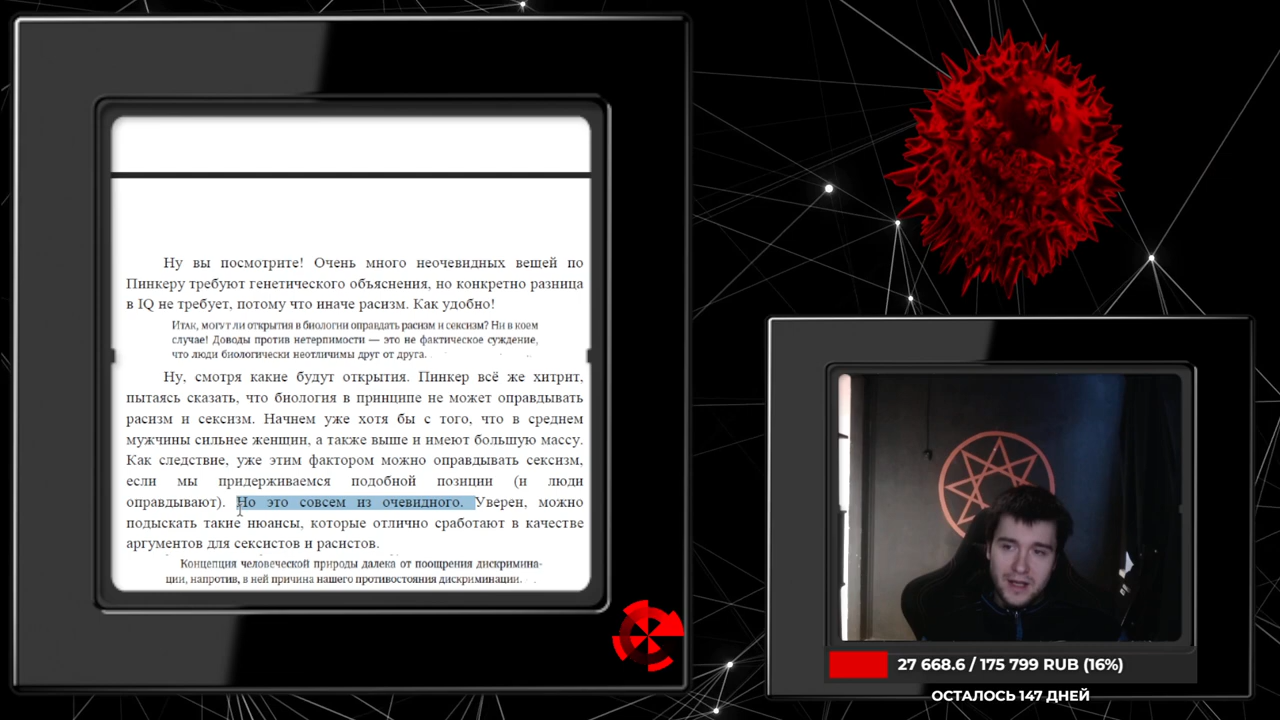 Ну вы посмотрите! Очень много неочевидных вещей по
Пинкеру требуют генетического объяснения, но конкретно разница
в IQ не требует, потому что иначе расизм. Как удобно!
Итак, могут ли открытия в биологии оправдать расизм и сексизм? Ни в коем
случае! Доводы против нетерпимости — это не фактическое суждение,
что люди биологически неотличимы друг от друга.
Ну, смотря какие будут открытия. Пинкер всё же хитрит,
пытаясь сказать, что биология в принципе не может оправдывать
расизм и сексизм. Начнем уже хотя бы с того, что в среднем
мужчины сильнее женщин, а также выше и имеют большую массу.
Как следствие, уже этим фактором можно оправдывать сексизм,
если мы придерживаемся подобной позиции (и люди
оправдывают). Но это совсем из очевидного. Уверен, можно
подыскать такие нюансы, которые отлично сработают в качестве
аргументов для сексистов и расистов.
Концепция человеческой природы далека от поощрения дискримина-
ции, напротив, в ней причина нашего противостояния дискриминации.
27 668.6 / 175 799 RUB (16%)
ОСТАЛОСЬ 147 ДНЕЙ